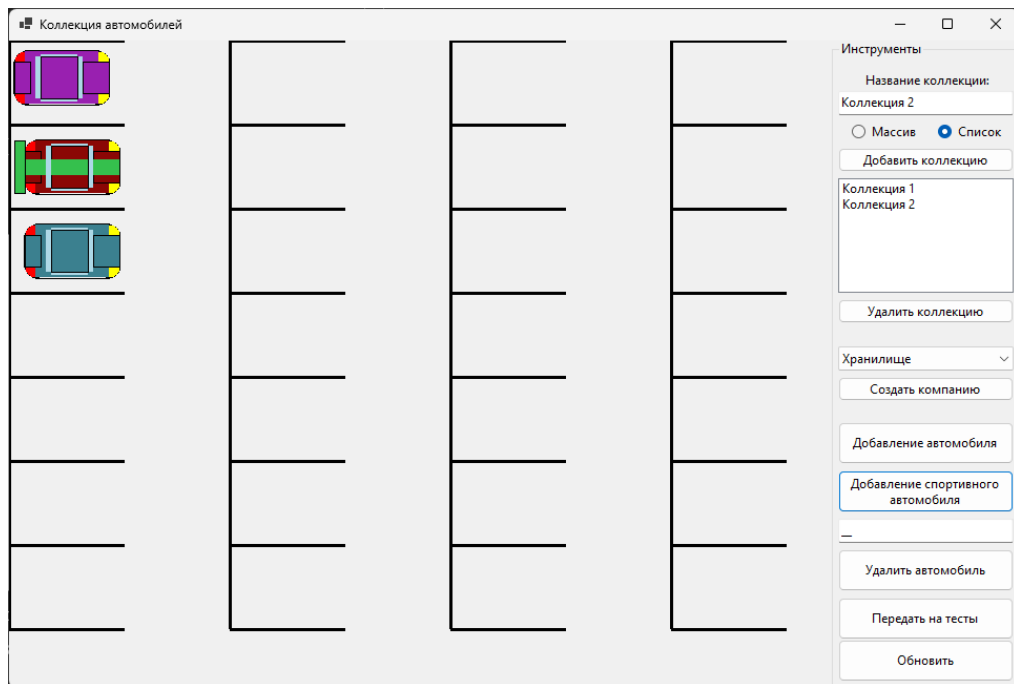 Коллекция автомобилей
Инструменты
Название коллекции:
Коллекция 2
Массив Список
Добавить коллекцию
Коллекция 1
Коллекция 2
Удалить коллекцию
Хранилище
Создать компанию
Добавление автомобиля
Добавление спортивного
автомобиля
_
Удалить автомобиль
Передать на тесты
Обновить